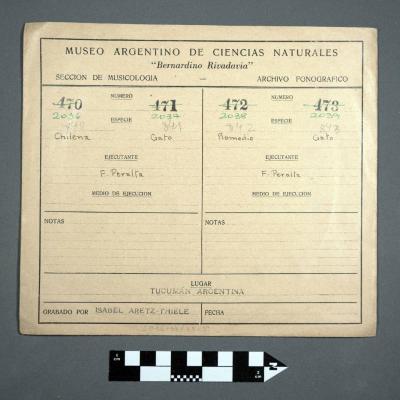 MUSEO ARGENTINO DE CIENCIAS NATURALES
"Bernardino Rivadavia"
SECCION DE MUSICOLOGIA — ARCHIVO FONOGRAFICO
470 NUMERO 471 472 NUMERO 473
2036 2037 2038 2039
ESPECIE ESPECIE
Chilena Gato Remedio Gato
EJECUTANTE EJECUTANTE
F. Peralta F. Peralta
MEDIO DE EJECUCION MEDIO DE EJECUCION
NOTAS NOTAS
LUGAR
TUCUMÁN ARGENTINA
GRABADO POR ISABEL ARETZ-THIELE FECHA